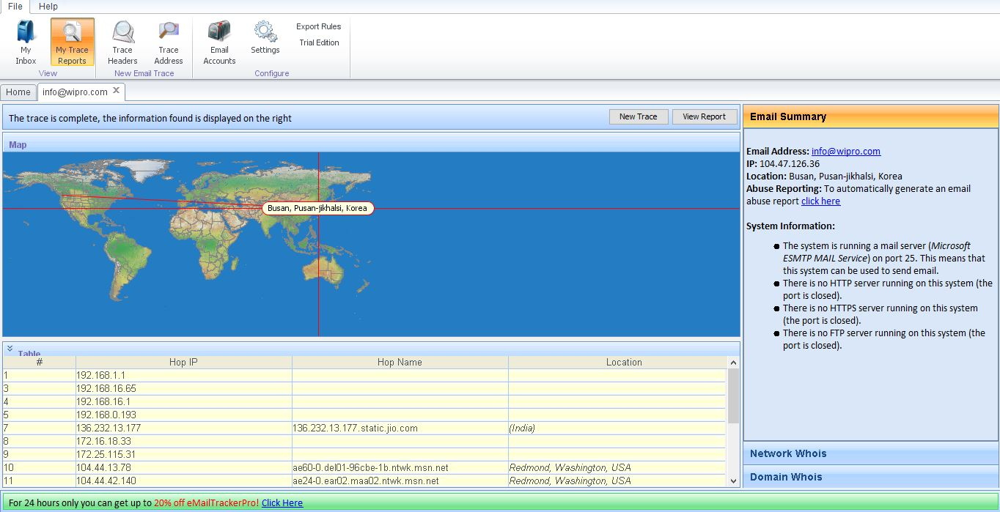 File Help
My Inbox
My Trace Reports
Trace Headers
Trace Address
Email Accounts
Settings
Export Rules
Trial Edition
View
New Email Trace
Configure
Home info@wipro.com
The trace is complete, the information found is displayed on the right
New Trace View Report
Map
Busan, Pusan-jikhalsi, Korea
Table
# Hop IP Hop Name Location
1 192.168.1.1
3 192.168.16.65
4 192.168.16.1
5 192.168.0.193
7 136.232.13.177 136.232.13.177.static.jio.com (India)
8 172.16.18.33
9 172.25.115.31
10 104.44.13.78 ae60-0.del01-96cbe-1b.ntwk.msn.net Redmond, Washington, USA
11 104.44.42.140 ae24-0.ear02.maa02.ntwk.msn.net Redmond, Washington, USA
Email Summary
Email Address: info@wipro.com
IP: 104.47.126.36
Location: Busan, Pusan-jikhalsi, Korea
Abuse Reporting: To automatically generate an email
abuse report click here
System Information:
The system is running a mail server (Microsoft
ESMTP MAIL Service) on port 25. This means that
this system can be used to send email.
There is no HTTP server running on this system (the
port is closed).
There is no HTTPS server running on this system
(the port is closed).
There is no FTP server running on this system (the
port is closed).
Network Whois
Domain Whois
For 24 hours only you can get up to 20% off eMailTrackerPro! Click Here